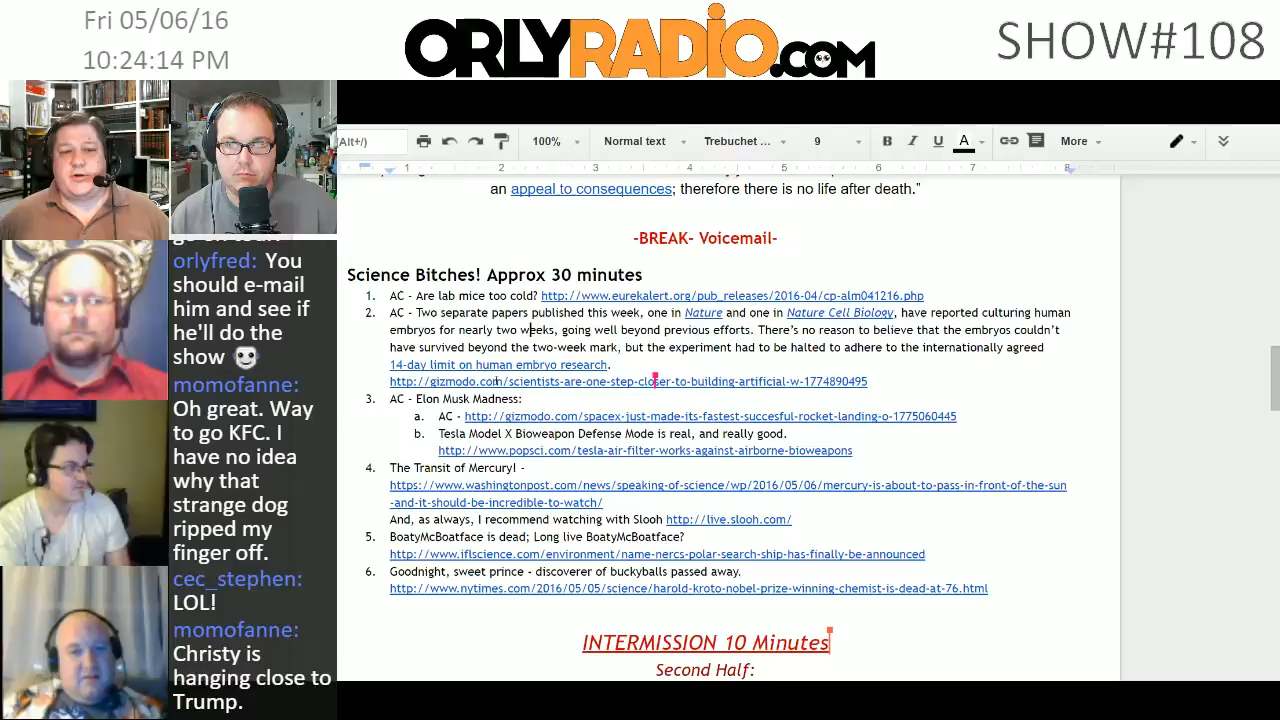 Fri 05/06/16
10:24:14 PM
ORLYRADIO.COM
SHOW#108
orlyfred: You
should e-mail
him and see if
he'll do the
show
momofanne:
Oh great. Way
to go KFC. I
have no idea
why that
strange dog
ripped my
finger off.
cec_stephen:
LOL!
momofanne:
Christy is
hanging close to
Trump.
(Alt+/)
100%
Normal text
Trebuchet ...
9
B I U A
More
1 2 3 4 5 6 7 8
an appeal to consequences; therefore there is no life after death."
-BREAK- Voicemail-
Science Bitches! Approx 30 minutes
1. AC - Are lab mice too cold? http://www.eurekalert.org/pub_releases/2016-04/cp-alm041216.php
2. AC - Two separate papers published this week, one in Nature and one in Nature Cell Biology, have reported culturing human
embryos for nearly two weeks, going well beyond previous efforts. There's no reason to believe that the embryos couldn't
have survived beyond the two-week mark, but the experiment had to be halted to adhere to the internationally agreed
14-day limit on human embryo research.
http://gizmodo.com/scientists-are-one-step-closer-to-building-artificial-w-1774890495
3. AC - Elon Musk Madness:
a. AC - http://gizmodo.com/spacex-just-made-its-fastest-succesful-rocket-landing-o-1775060445
b. Tesla Model X Bioweapon Defense Mode is real, and really good.
http://www.popsci.com/tesla-air-filter-works-against-airborne-bioweapons
4. The Transit of Mercury! -
https://www.washingtonpost.com/news/speaking-of-science/wp/2016/05/06/mercury-is-about-to-pass-in-front-of-the-sun
-and-it-should-be-incredible-to-watch/
And, as always, I recommend watching with Slooh http://live.slooh.com/
5. BoatyMcBoatface is dead; Long live BoatyMcBoatface?
http://www.iflscience.com/environment/name-nercs-polar-search-ship-has-finally-be-announced
6. Goodnight, sweet prince - discoverer of buckyballs passed away.
http://www.nytimes.com/2016/05/05/science/harold-kroto-nobel-prize-winning-chemist-is-dead-at-76.html
INTERMISSION 10 Minutes
Second Half: